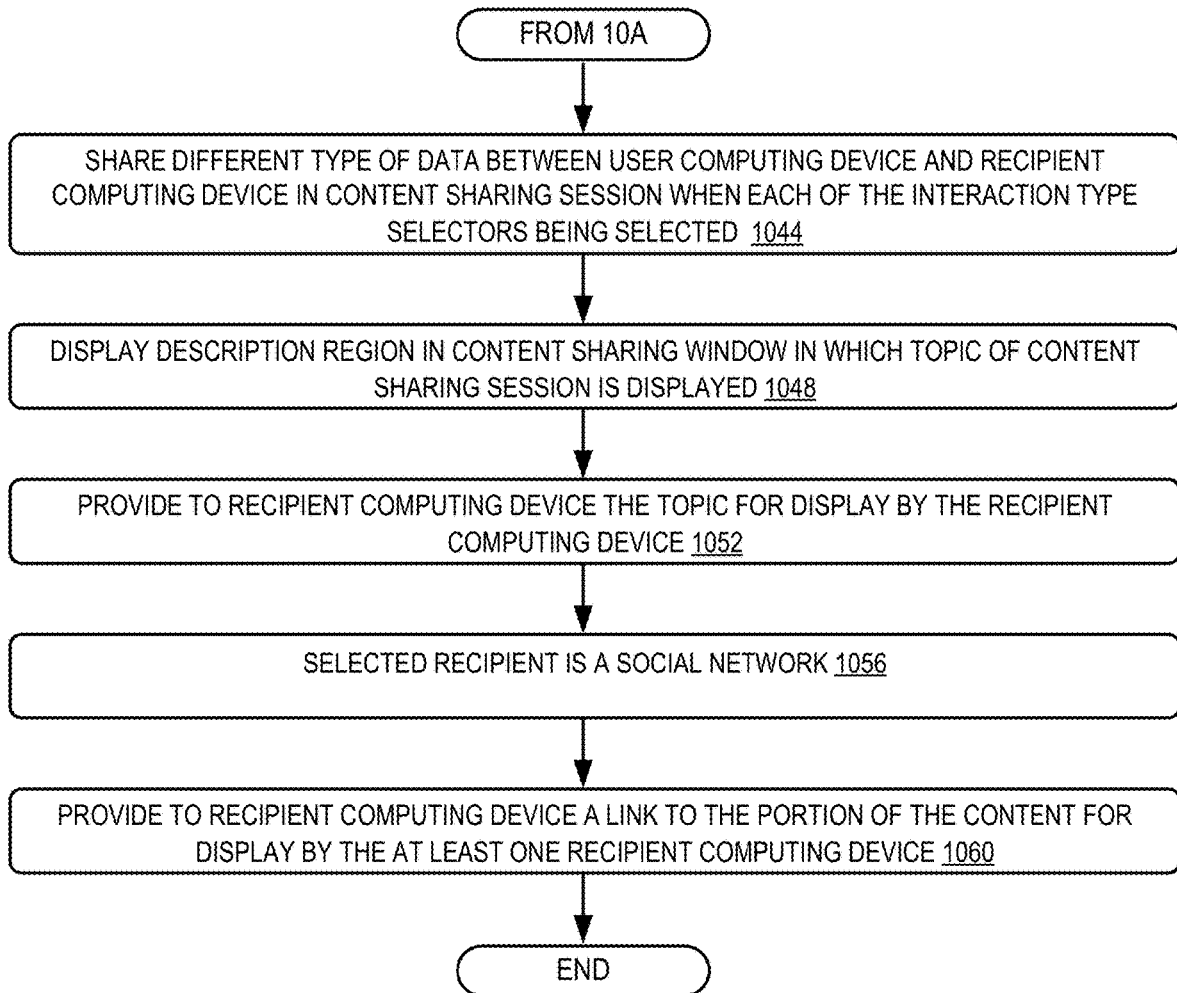 FROM 10A
SHARE DIFFERENT TYPE OF DATA BETWEEN USER COMPUTING DEVICE AND RECIPIENT
COMPUTING DEVICE IN CONTENT SHARING SESSION WHEN EACH OF THE INTERACTION TYPE
SELECTORS BEING SELECTED 1044
DISPLAY DESCRIPTION REGION IN CONTENT SHARING WINDOW IN WHICH TOPIC OF CONTENT
SHARING SESSION IS DISPLAYED 1048
PROVIDE TO RECIPIENT COMPUTING DEVICE THE TOPIC FOR DISPLAY BY THE RECIPIENT
COMPUTING DEVICE 1052
SELECTED RECIPIENT IS A SOCIAL NETWORK 1056
PROVIDE TO RECIPIENT COMPUTING DEVICE A LINK TO THE PORTION OF THE CONTENT FOR
DISPLAY BY THE AT LEAST ONE RECIPIENT COMPUTING DEVICE 1060
END